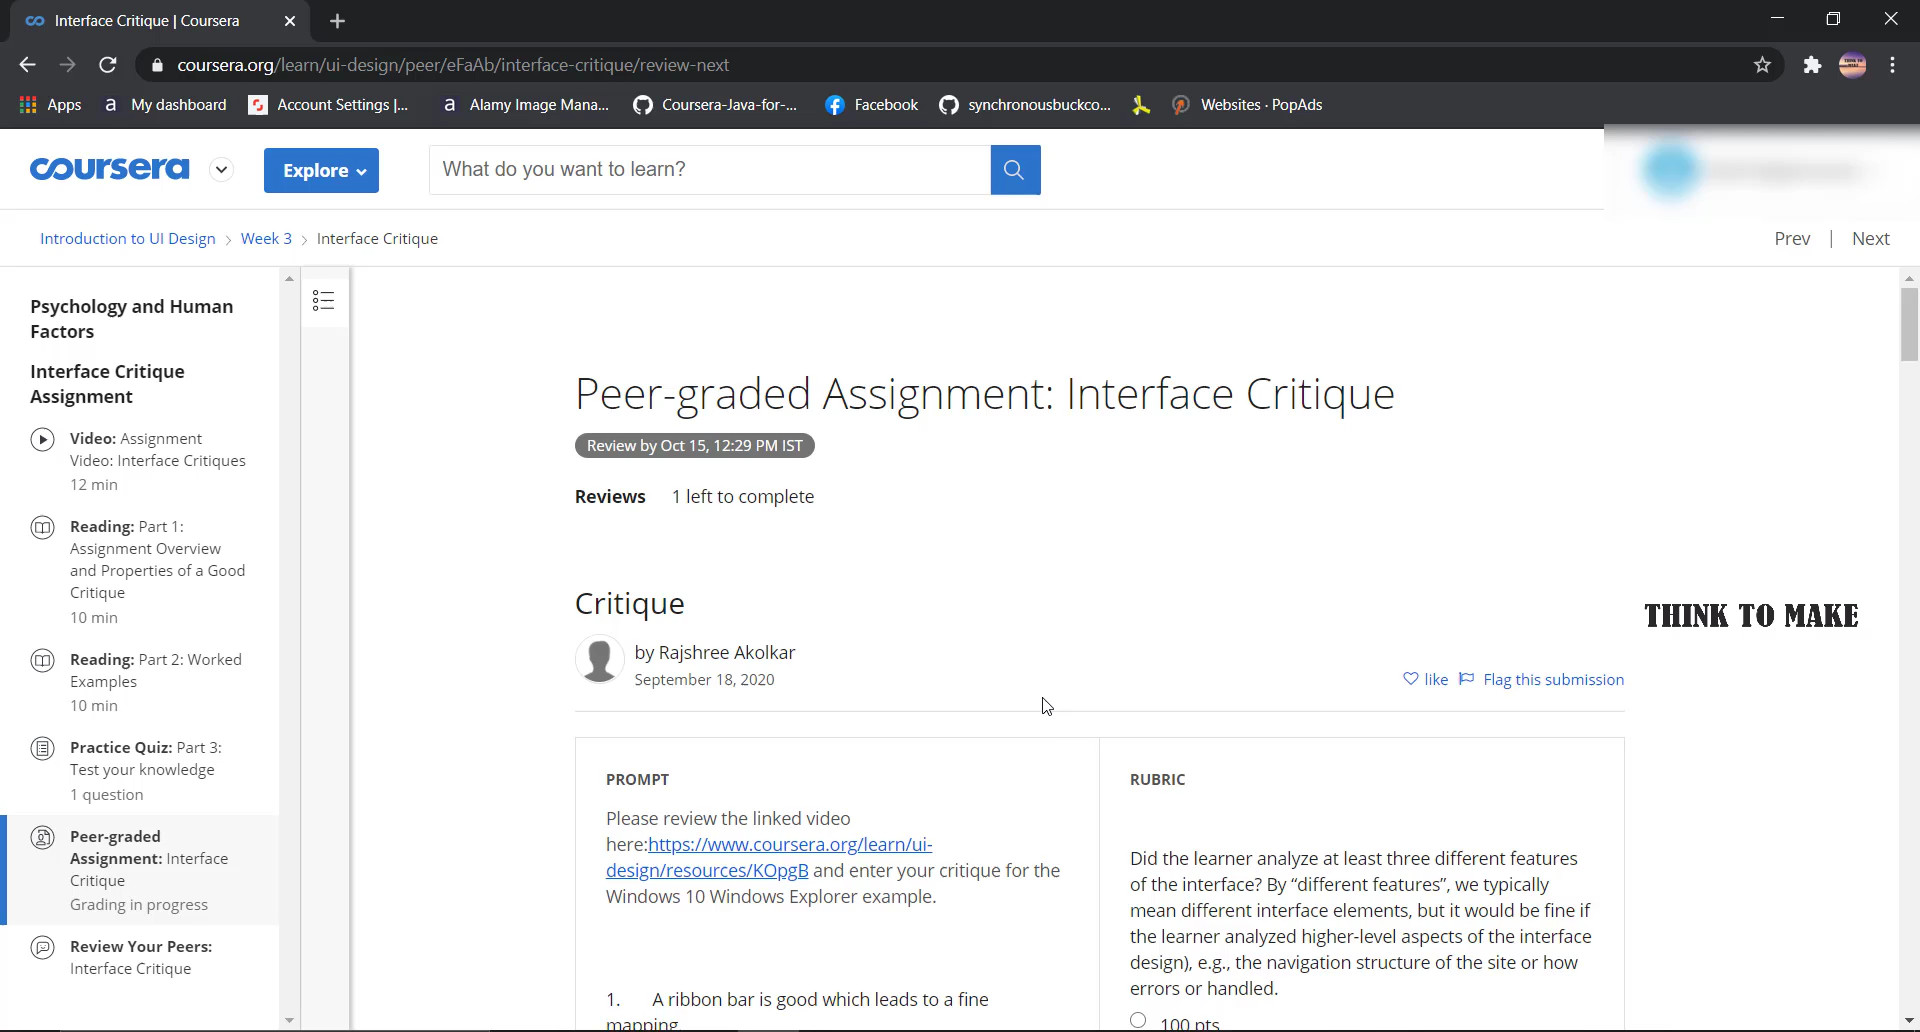 Interface Critique | Coursera
coursera.org/learn/ui-design/peer/eFaAb/interface-critique/review-next
Apps
My dashboard
Account Settings |...
Alamy Image Mana...
Coursera-Java-for-...
Facebook
synchronousbuckco...
Websites · PopAds
coursera
Explore
What do you want to learn?
Introduction to UI Design > Week 3 > Interface Critique
Prev | Next
Psychology and Human
Factors
Interface Critique
Assignment
Video: Assignment
Video: Interface Critiques
12 min
Reading: Part 1:
Assignment Overview
and Properties of a Good
Critique
10 min
Reading: Part 2: Worked
Examples
10 min
Practice Quiz: Part 3:
Test your knowledge
1 question
Peer-graded
Assignment: Interface
Critique
Grading in progress
Review Your Peers:
Interface Critique
Peer-graded Assignment: Interface Critique
Review by Oct 15, 12:29 PM IST
Reviews 1 left to complete
Critique
by Rajshree Akolkar
September 18, 2020
like
Flag this submission
THINK TO MAKE
PROMPT
Please review the linked video
here:https://www.coursera.org/learn/ui-
design/resources/KOpgB and enter your critique for the
Windows 10 Windows Explorer example.
1. A ribbon bar is good which leads to a fine
mapping.
RUBRIC
Did the learner analyze at least three different features
of the interface? By “different features”, we typically
mean different interface elements, but it would be fine if
the learner analyzed higher-level aspects of the interface
design), e.g., the navigation structure of the site or how
errors or handled.
100 pts